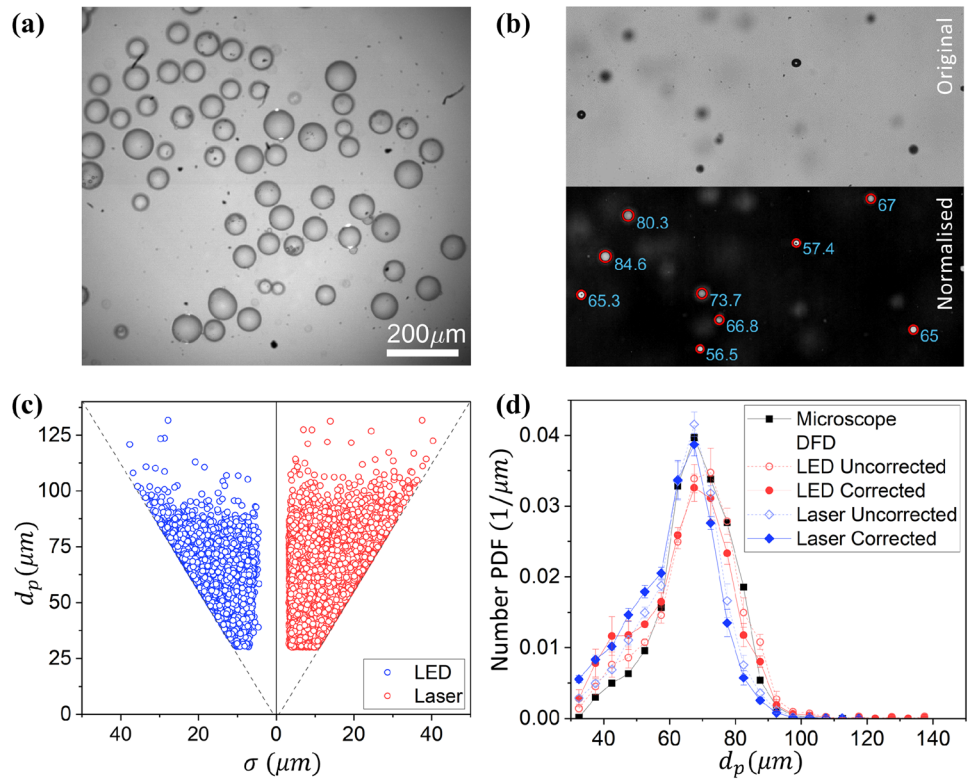 (a)
200μm
(b)
Original
Normalised
67
80.3
57.4
84.6
65.3
73.7
66.8
65
56.5
(c)
125
100
75
50
25
0
d_p (μm)
LED
Laser
40 20 0 20 40
σ (μm)
(d)
0.04
0.03
0.02
0.01
0.00
Number PDF (1/μm)
Microscope
DFD
LED Uncorrected
LED Corrected
Laser Uncorrected
Laser Corrected
40 60 80 100 120 140
d_p (μm)